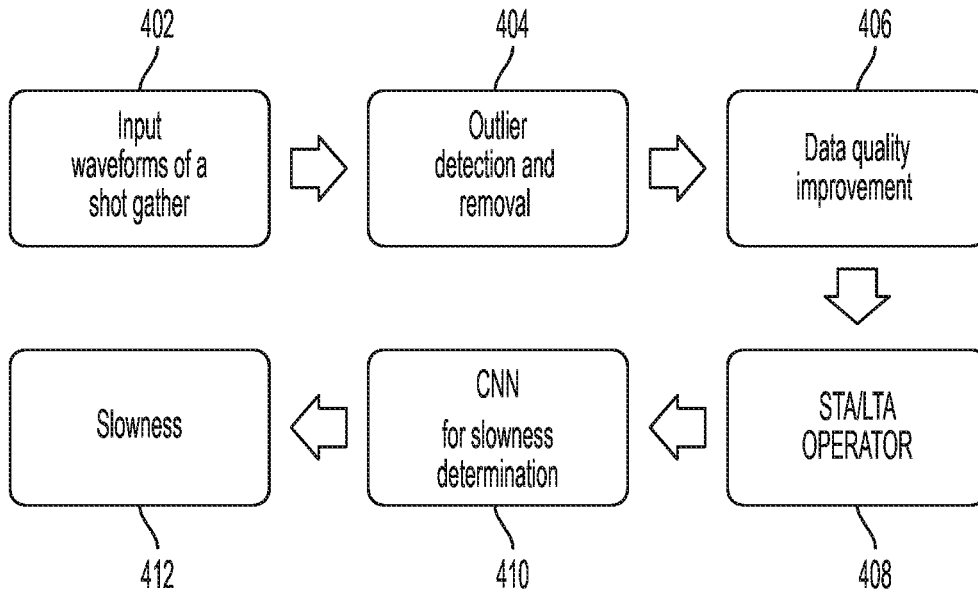 402
404
406
Input
waveforms of a
shot gather
Outlier
detection and
removal
Data quality
improvement
Slowness
CNN
for slowness
determination
STA/LTA
OPERATOR
412
410
408